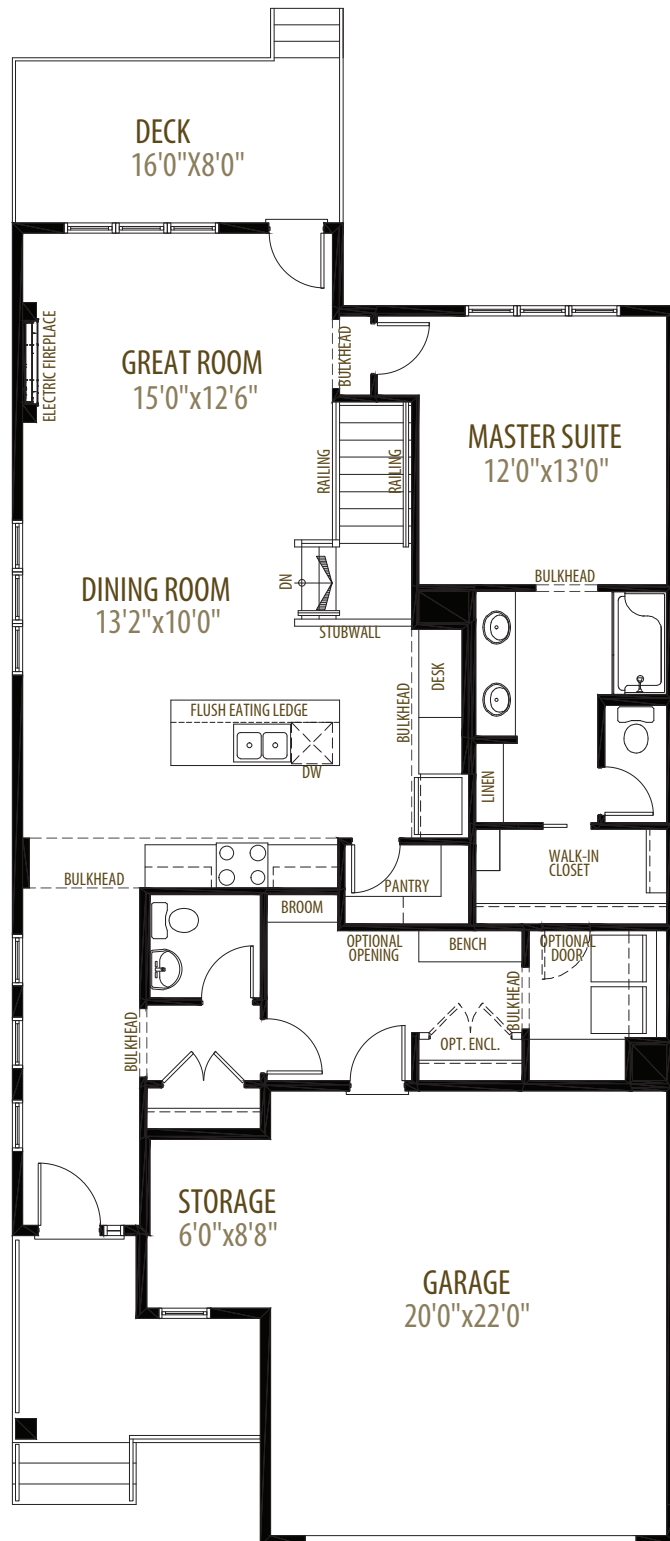 DECK
16'0"X8'0"
ELECTRIC FIREPLACE
GREAT ROOM
15'0"x12'6"
BULKHEAD
MASTER SUITE
12'0"x13'0"
RAILING
RAILING
DINING ROOM
13'2"x10'0"
DN
STUBWALL
BULKHEAD
BULKHEAD
DESK
FLUSH EATING LEDGE
DW
LINEN
WALK-IN
CLOSET
BULKHEAD
PANTRY
BROOM
OPTIONAL
OPENING
BENCH
OPTIONAL
DOOR
BULKHEAD
BULKHEAD
OPT. ENCL.
STORAGE
6'0"x8'8"
GARAGE
20'0"x22'0"